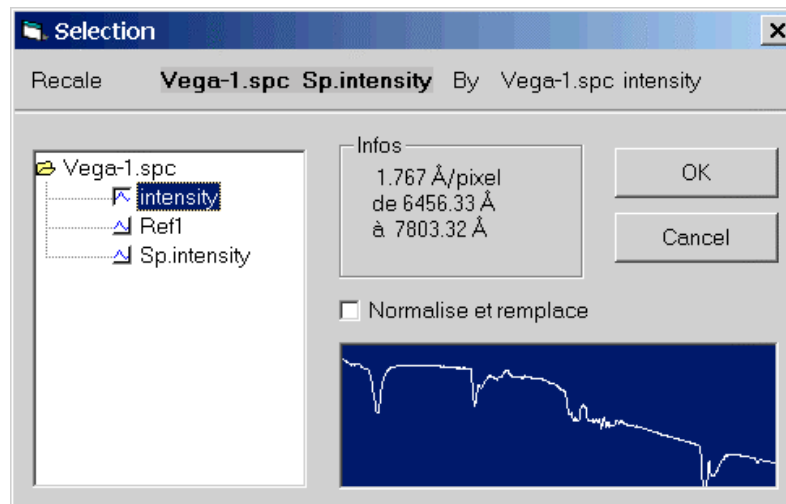 Selection
Recale Vega-1.spc Sp.intensity By Vega-1.spc intensity
Vega-1.spc
intensity
Ref1
Sp.intensity
Infos
1.767 Å/pixel
de 6456.33 Å
à 7803.32 Å
OK
Cancel
Normalise et remplace